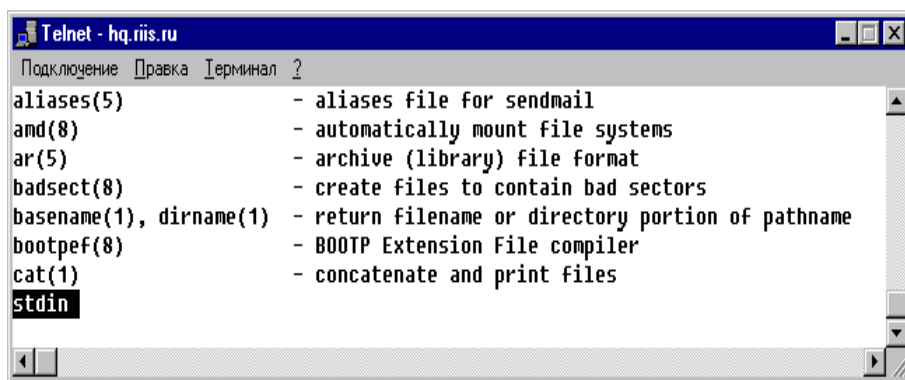 Telnet - hq.riis.ru
Подключение Правка Терминал ?
aliases(5) - aliases file for sendmail
amd(8) - automatically mount file systems
ar(5) - archive (library) file format
badsect(8) - create files to contain bad sectors
basename(1), dirname(1) - return filename or directory portion of pathname
bootpef(8) - BOOTP Extension File compiler
cat(1) - concatenate and print files
stdin